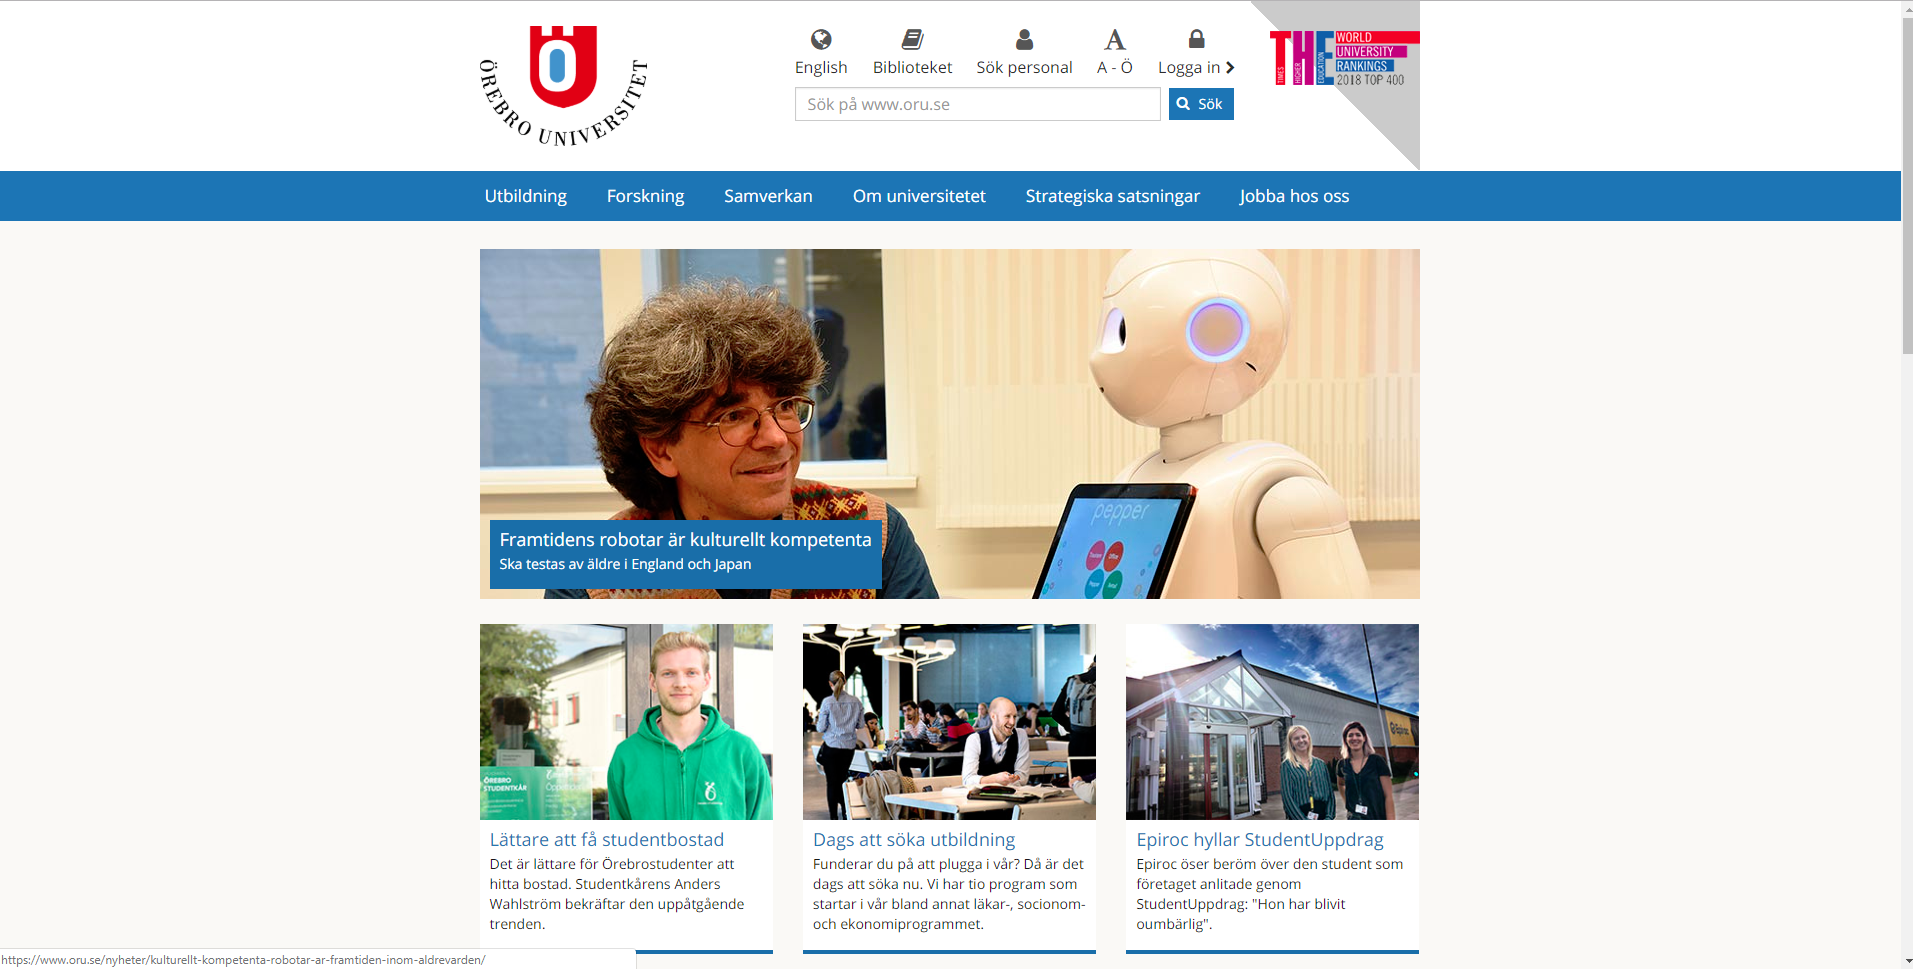 ÖREBRO UNIVERSITET
English
Biblioteket
Sök personal
A - Ö
Logga in
Sök på www.oru.se
Sök
THE
TIMES
HIGHER
EDUCATION
WORLD
UNIVERSITY
RANKINGS
2018 TOP 400
Utbildning
Forskning
Samverkan
Om universitetet
Strategiska satsningar
Jobba hos oss
pepper
Framtidens robotar är kulturellt kompetenta
Ska testas av äldre i England och Japan
ÖREBRO
STUDENTKÅR
Lättare att få studentbostad
Det är lättare för Örebrostudenter att
hitta bostad. Studentkårens Anders
Wahlström bekräftar den uppåtgående
trenden.
Dags att söka utbildning
Funderar du på att plugga i vår? Då är det
dags att söka nu. Vi har tio program som
startar i vår bland annat läkar-, socionom-
och ekonomiprogrammet.
Epiroc
Epiroc hyllar StudentUppdrag
Epiroc öser beröm över den student som
företaget anlitade genom
StudentUppdrag: "Hon har blivit
oumbärlig".
https://www.oru.se/nyheter/kulturellt-kompetenta-robotar-ar-framtiden-inom-aldrevarden/